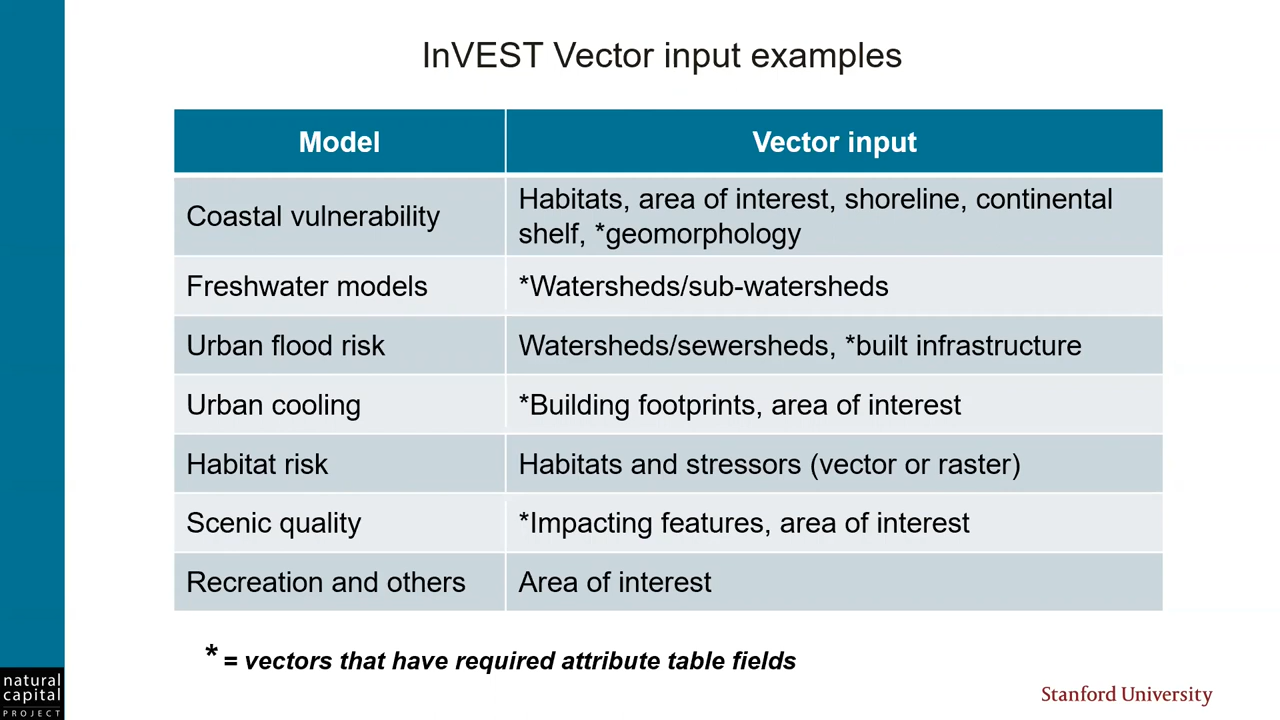 InVEST Vector input examples
Model
Vector input
Coastal vulnerability
Habitats, area of interest, shoreline, continental
shelf, *geomorphology
Freshwater models
*Watersheds/sub-watersheds
Urban flood risk
Watersheds/sewersheds, *built infrastructure
Urban cooling
*Building footprints, area of interest
Habitat risk
Habitats and stressors (vector or raster)
Scenic quality
*Impacting features, area of interest
Recreation and others
Area of interest
* = vectors that have required attribute table fields
natural
capital
PROJECT
Stanford University